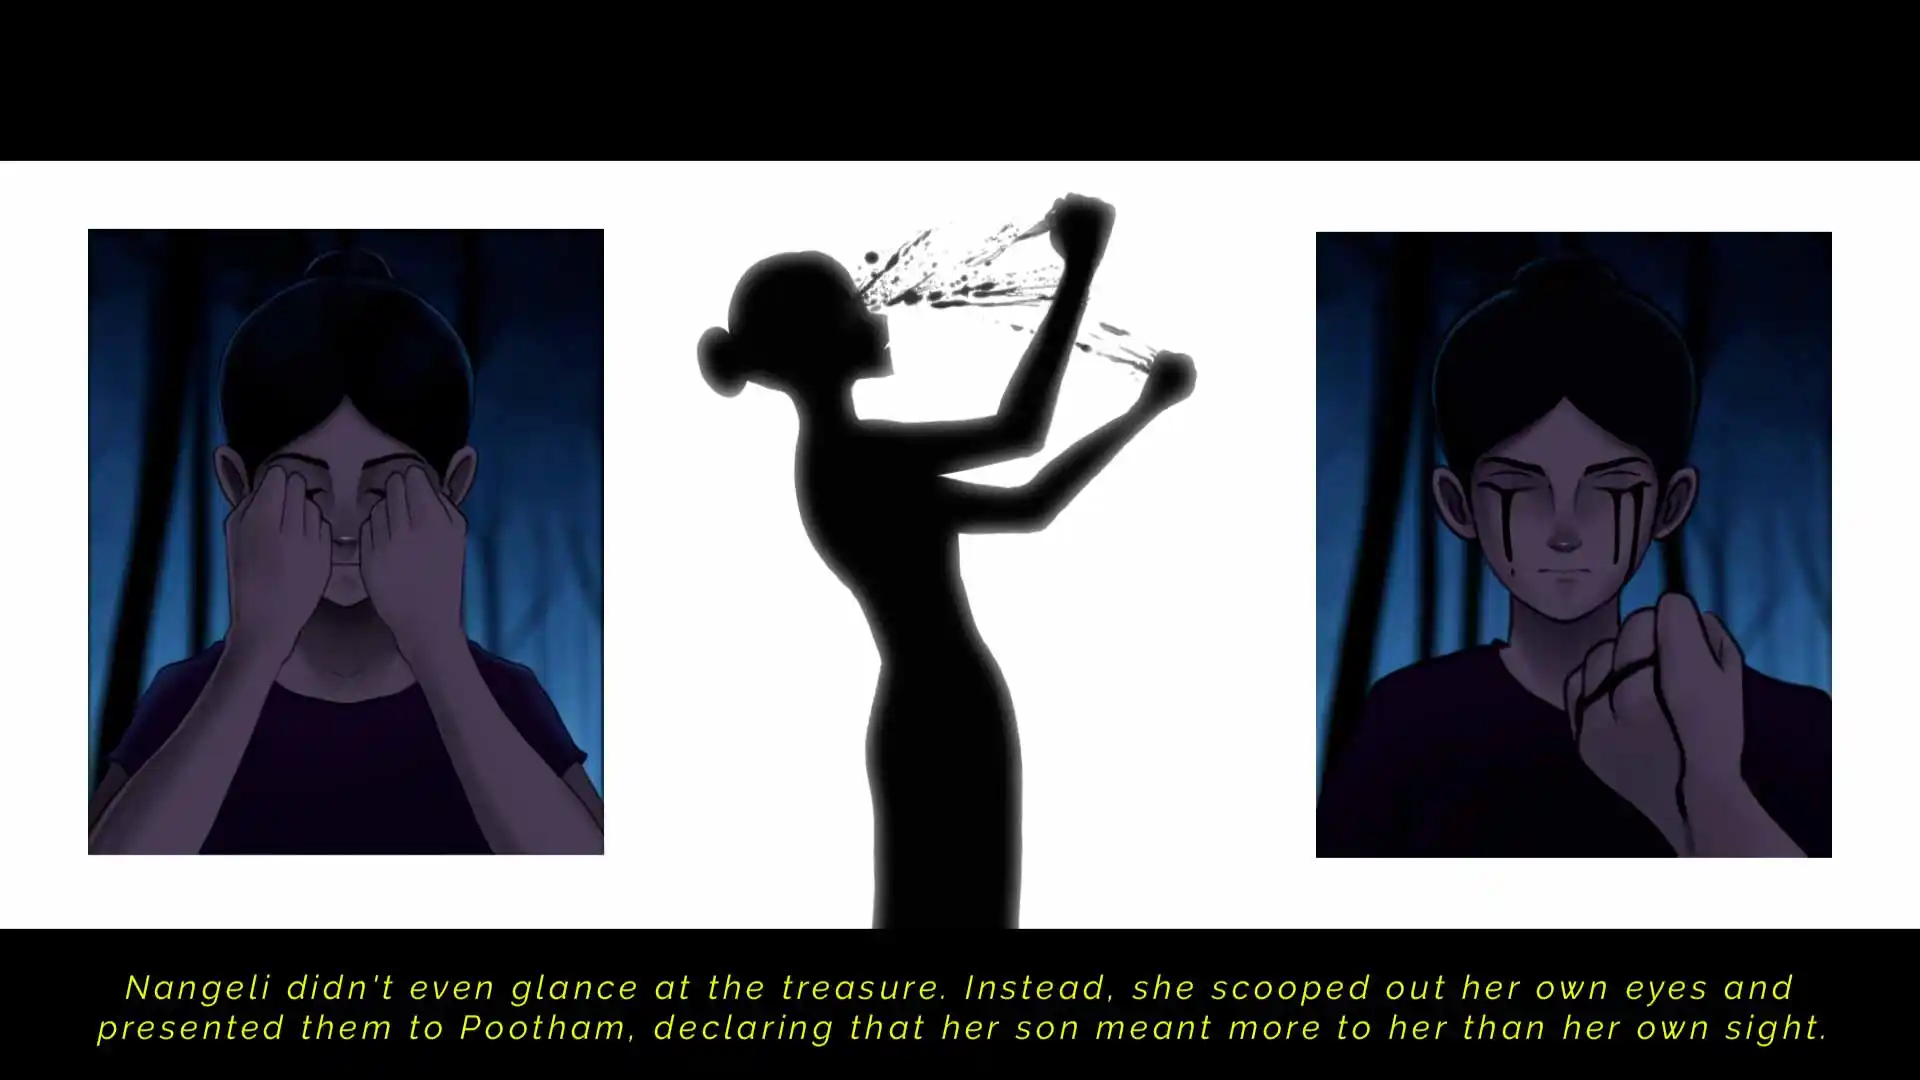 Nangeli didn't even glance at the treasure. Instead, she scooped out her own eyes and
presented them to Pootham, declaring that her son meant more to her than her own sight.